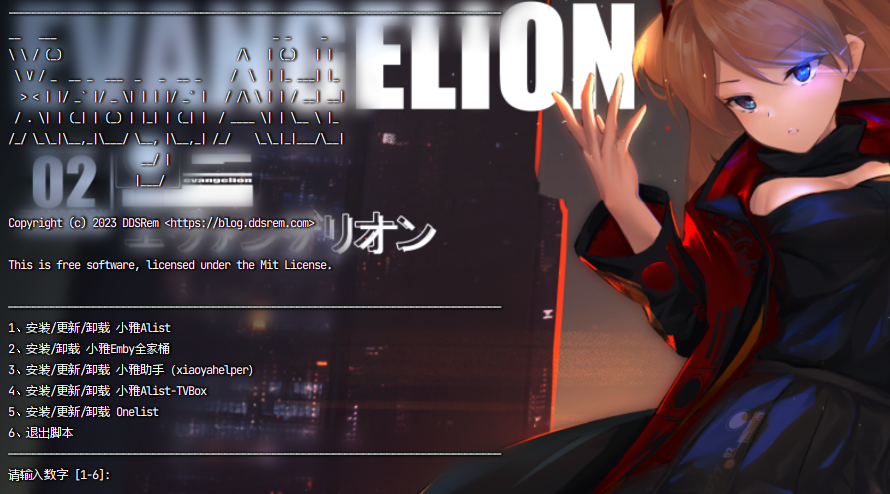 EVANGELION
Xiaoya Alist
02
evangelion
エヴァンゲリオン
Copyright (c) 2023 DDSRem <https://blog.ddsrem.com>
This is free software, licensed under the Mit License.
1、安装/更新/卸载 小雅Alist
2、安装/卸载 小雅Emby全家桶
3、安装/更新/卸载 小雅助手（xiaoyahelper）
4、安装/更新/卸载 小雅Alist-TVBox
5、安装/更新/卸载 Onelist
6、退出脚本
请输入数字 [1-6]: